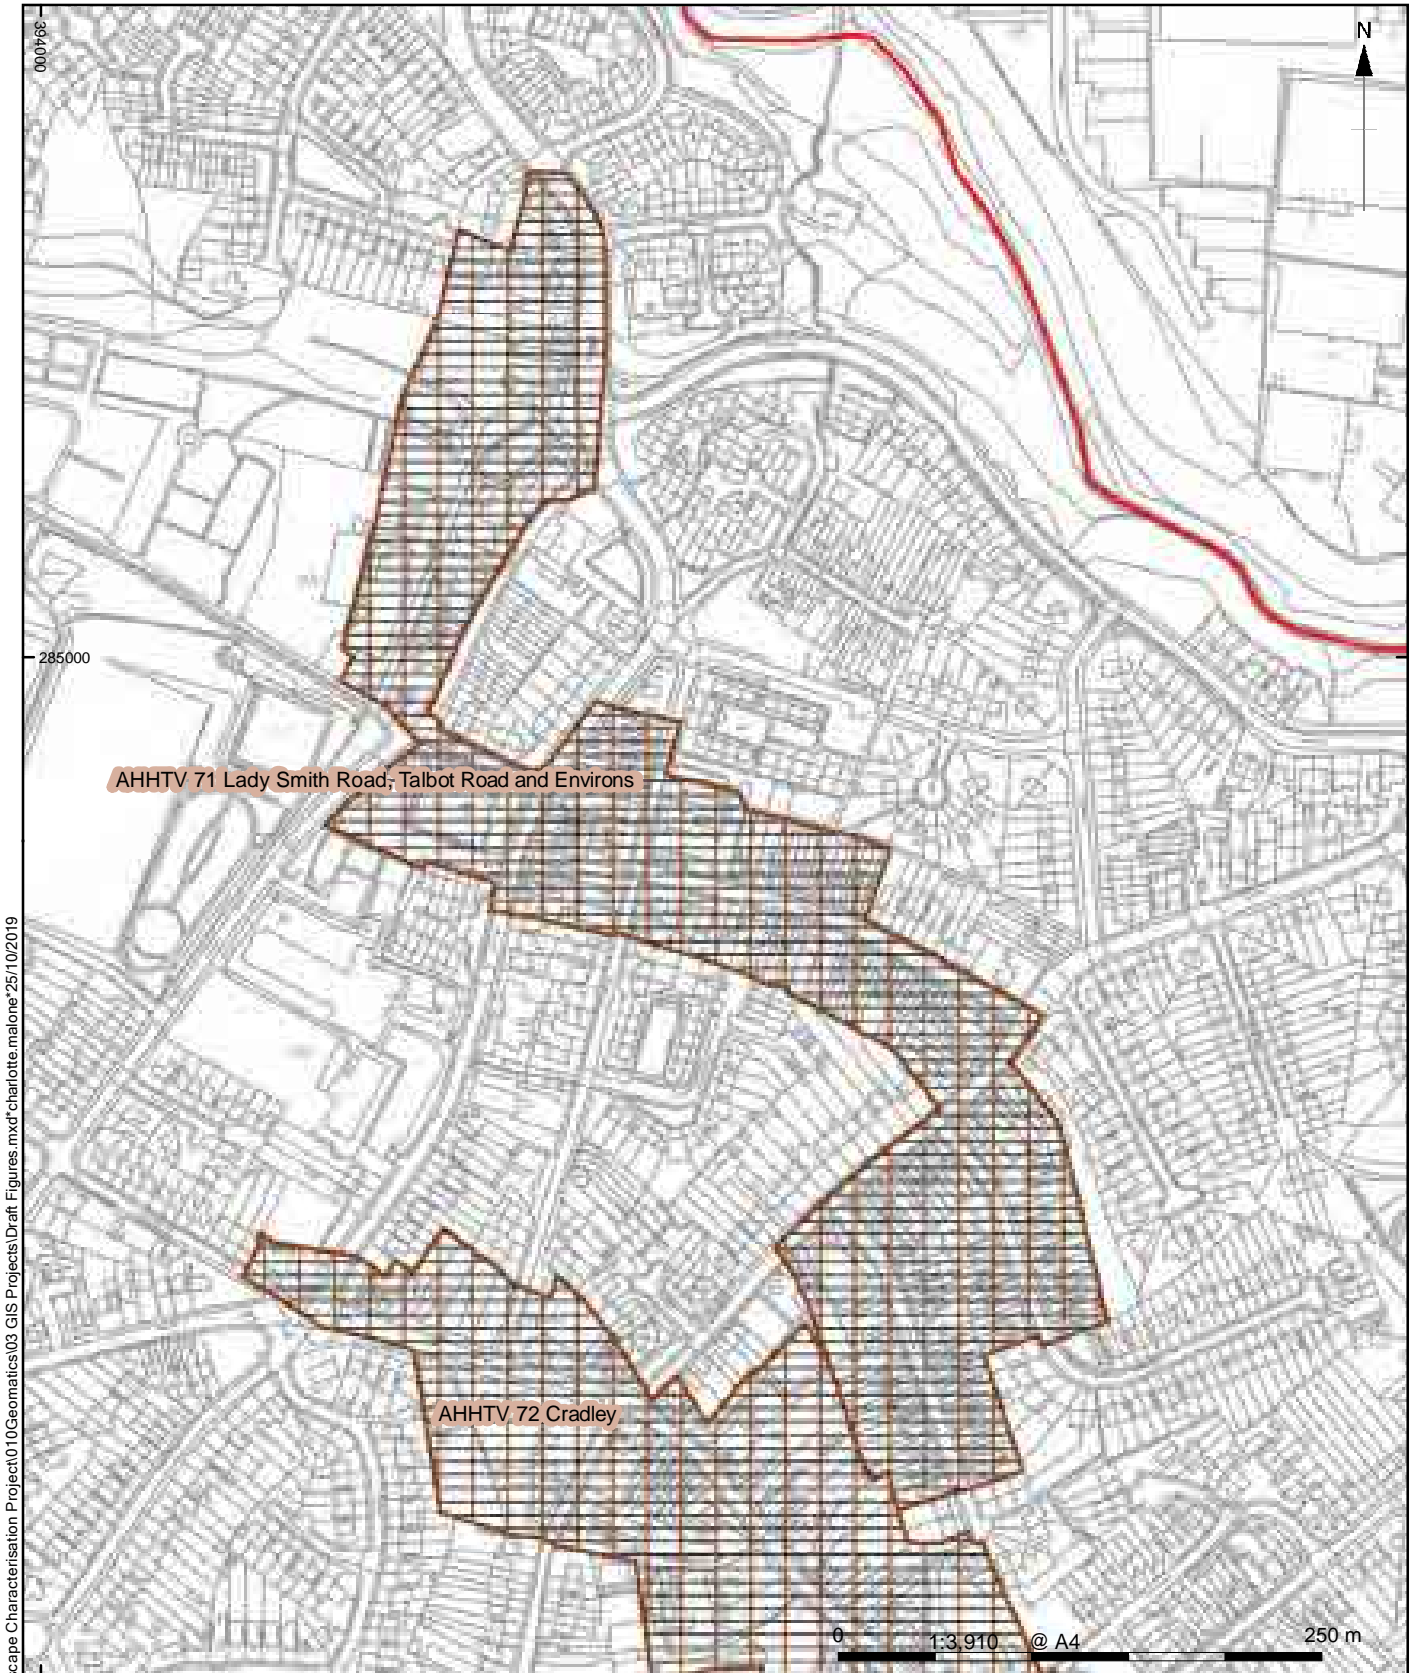 394000
N
285000
AHHTV 71 Lady Smith Road, Talbot Road and Environs
AHHTV 72 Cradley
scape Characterisation Project\010Geomatics\03 GIS Projects\Draft Figures.mxd*charlotte.malone*25/10/2019
0 1:3,910 @ A4 250 m